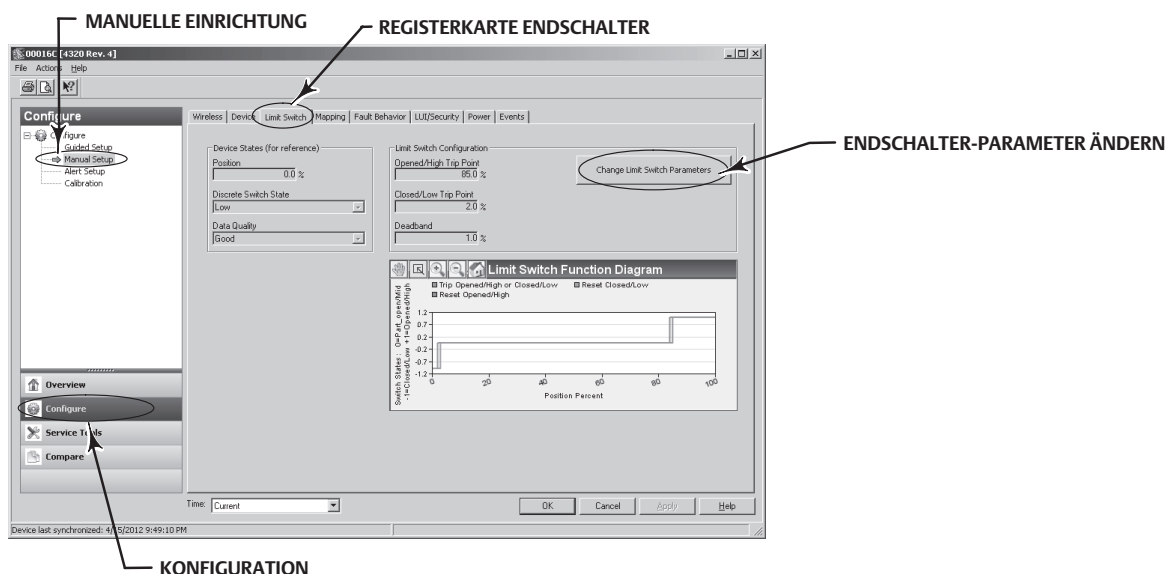 MANUELLE EINRICHTUNG
REGISTERKARTE ENDSCHALTER
00016C [4320 Rev. 4]
File Actions Help
Configure
Wireless Device Limit Switch Mapping Fault Behavior LUI/Security Power Events
Configure
Guided Setup
Manual Setup
Alert Setup
Calibration
Device States (for reference)
Position
0.0 %
Discrete Switch State
Low
Data Quality
Good
Limit Switch Configuration
Opened/High Trip Point
85.0 %
Closed/Low Trip Point
2.0 %
Deadband
1.0 %
Change Limit Switch Parameters
ENDSCHALTER-PARAMETER ÄNDERN
Limit Switch Function Diagram
Trip Opened/High or Closed/Low Reset Closed/Low
Reset Opened/High
Switch States: 0=Part_open/Mid
-1=Closed/Low +1=Opened/High
1.2
0.7
0.2
-0.2
-0.7
-1.2
0 20 40 60 80 100
Position Percent
Overview
Configure
Service Tools
Compare
Time: Current
OK Cancel Apply Help
Device last synchronized: 4/15/2012 9:49:10 PM
KONFIGURATION